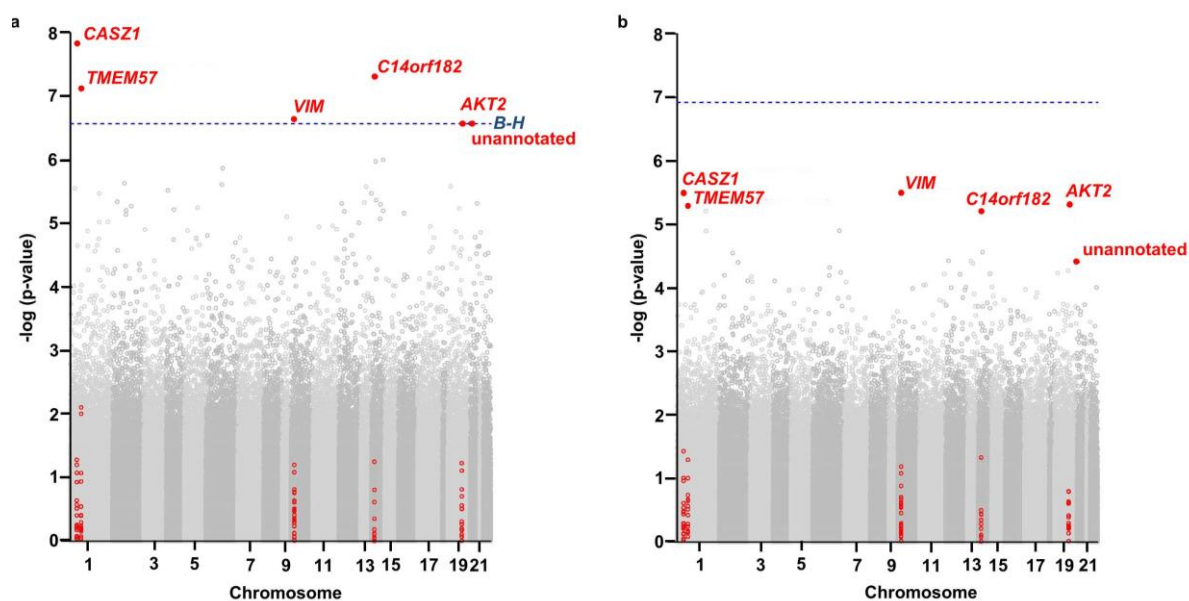 a
8
7
6
5
4
3
2
1
0
-log (p-value)
CASZ1
TMEM57
C14orf182
VIM
AKT2
B-H
unannotated
1 3 5 7 9 11 13 15 17 19 21
Chromosome
b
8
7
6
5
4
3
2
1
0
-log (p-value)
CASZ1
TMEM57
VIM
C14orf182
AKT2
unannotated
1 3 5 7 9 11 13 15 17 19 21
Chromosome